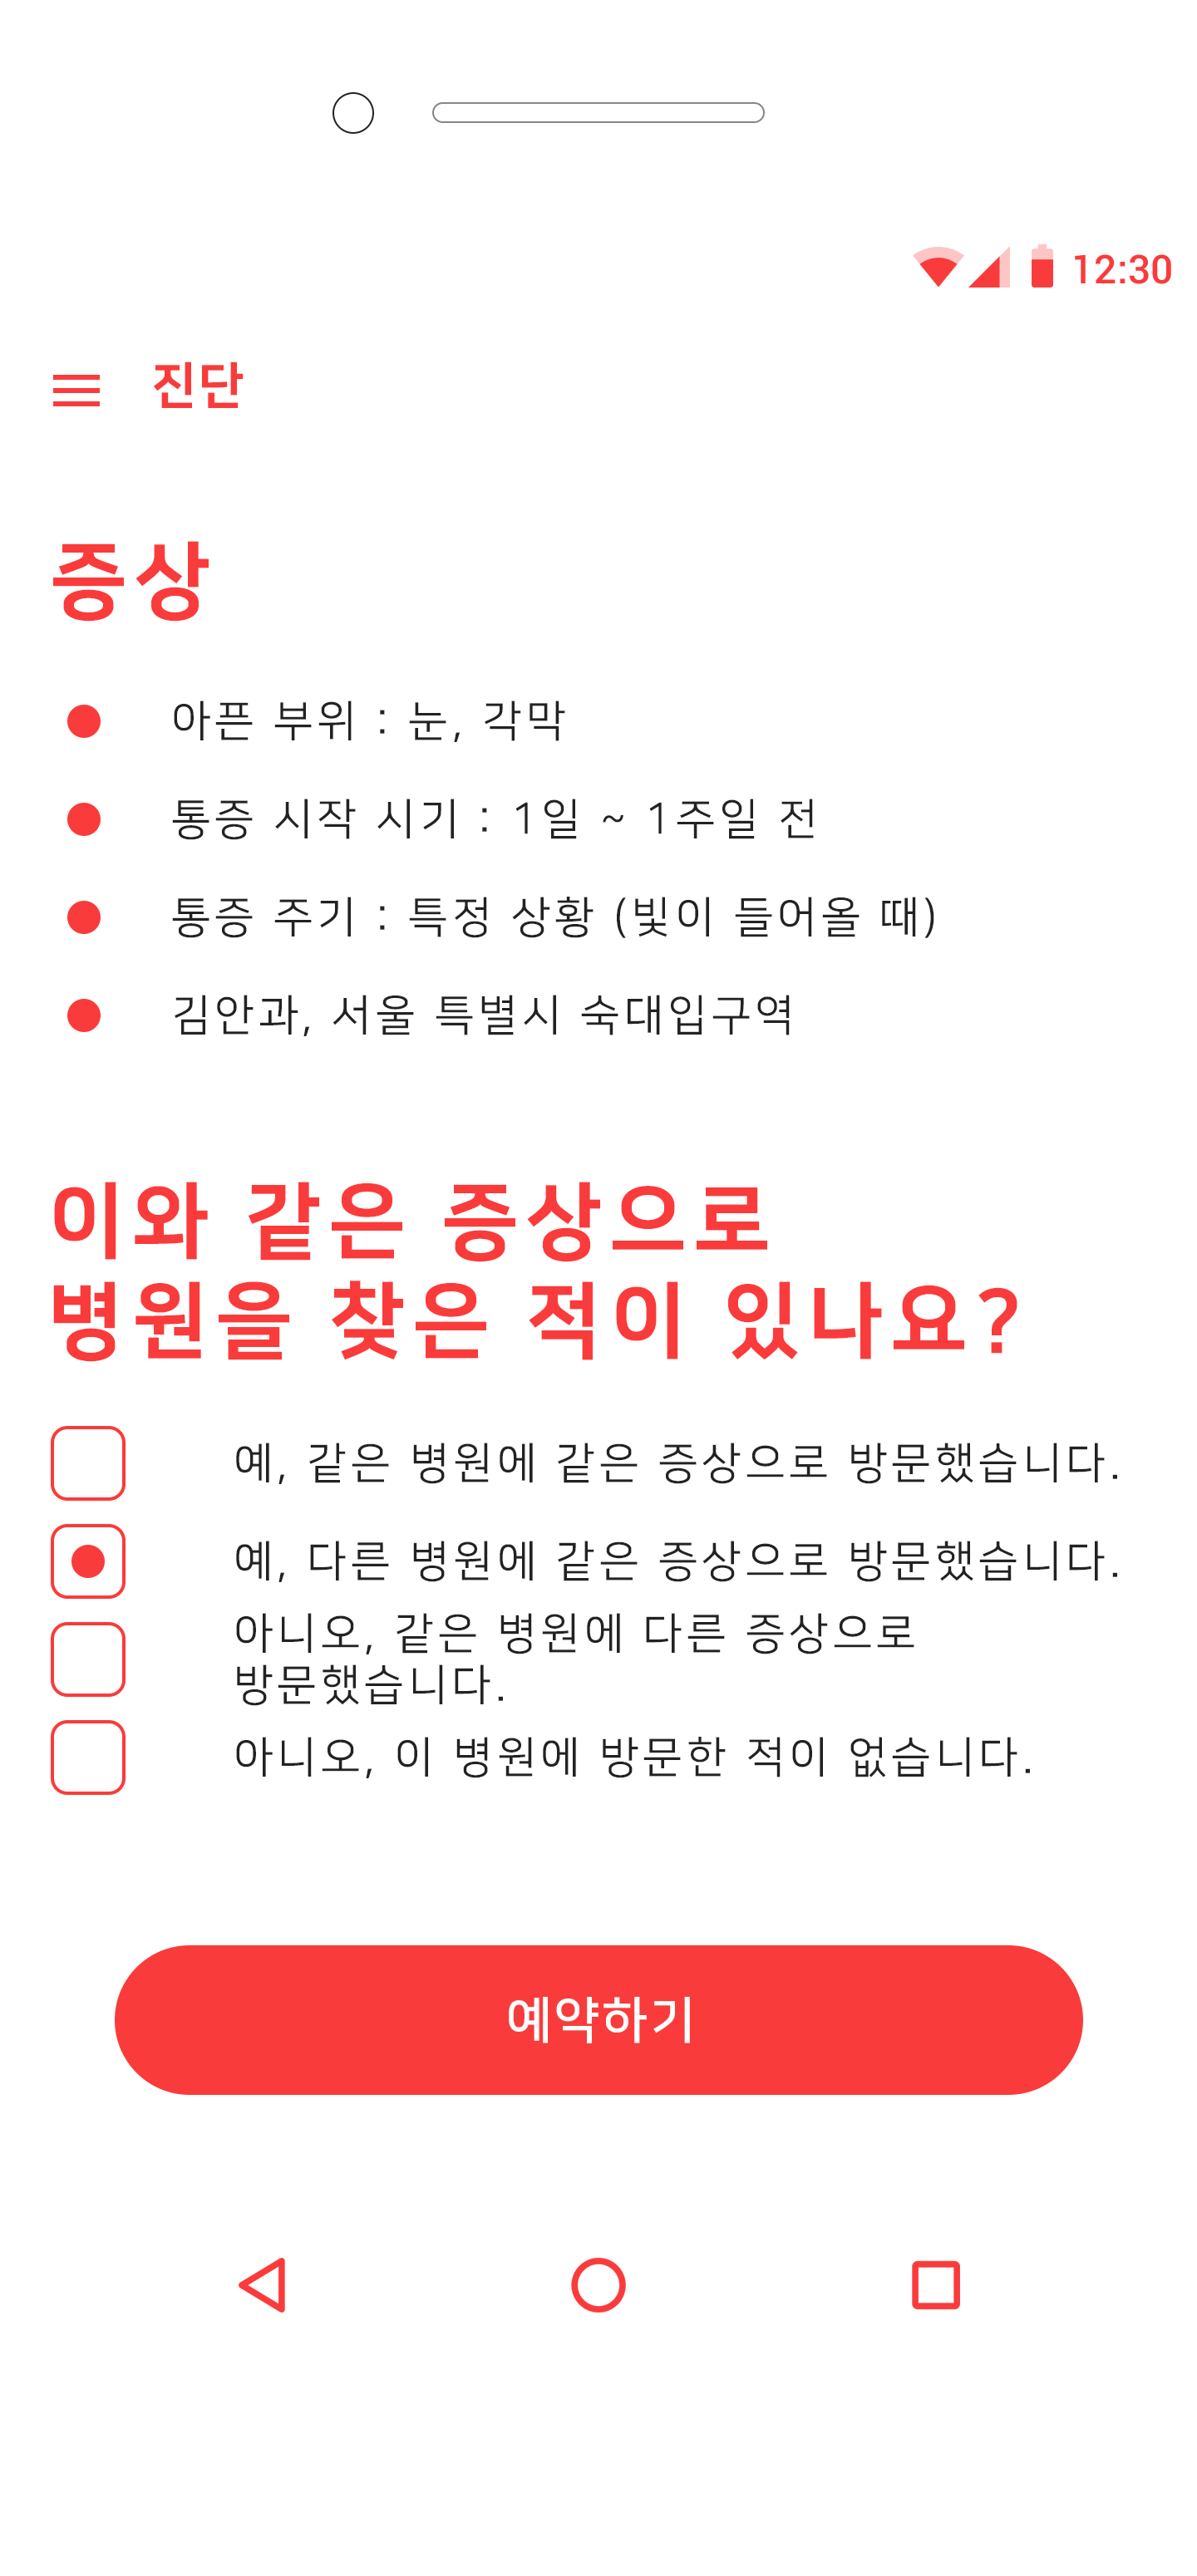 12:30
진단
증상
아픈 부위 : 눈, 각막
통증 시작 시기 : 1일 ~ 1주일 전
통증 주기 : 특정 상황 (빛이 들어올 때)
김안과, 서울 특별시 숙대입구역
이와 같은 증상으로
병원을 찾은 적이 있나요?
예, 같은 병원에 같은 증상으로 방문했습니다.
예, 다른 병원에 같은 증상으로 방문했습니다.
아니오, 같은 병원에 다른 증상으로
방문했습니다.
아니오, 이 병원에 방문한 적이 없습니다.
예약하기